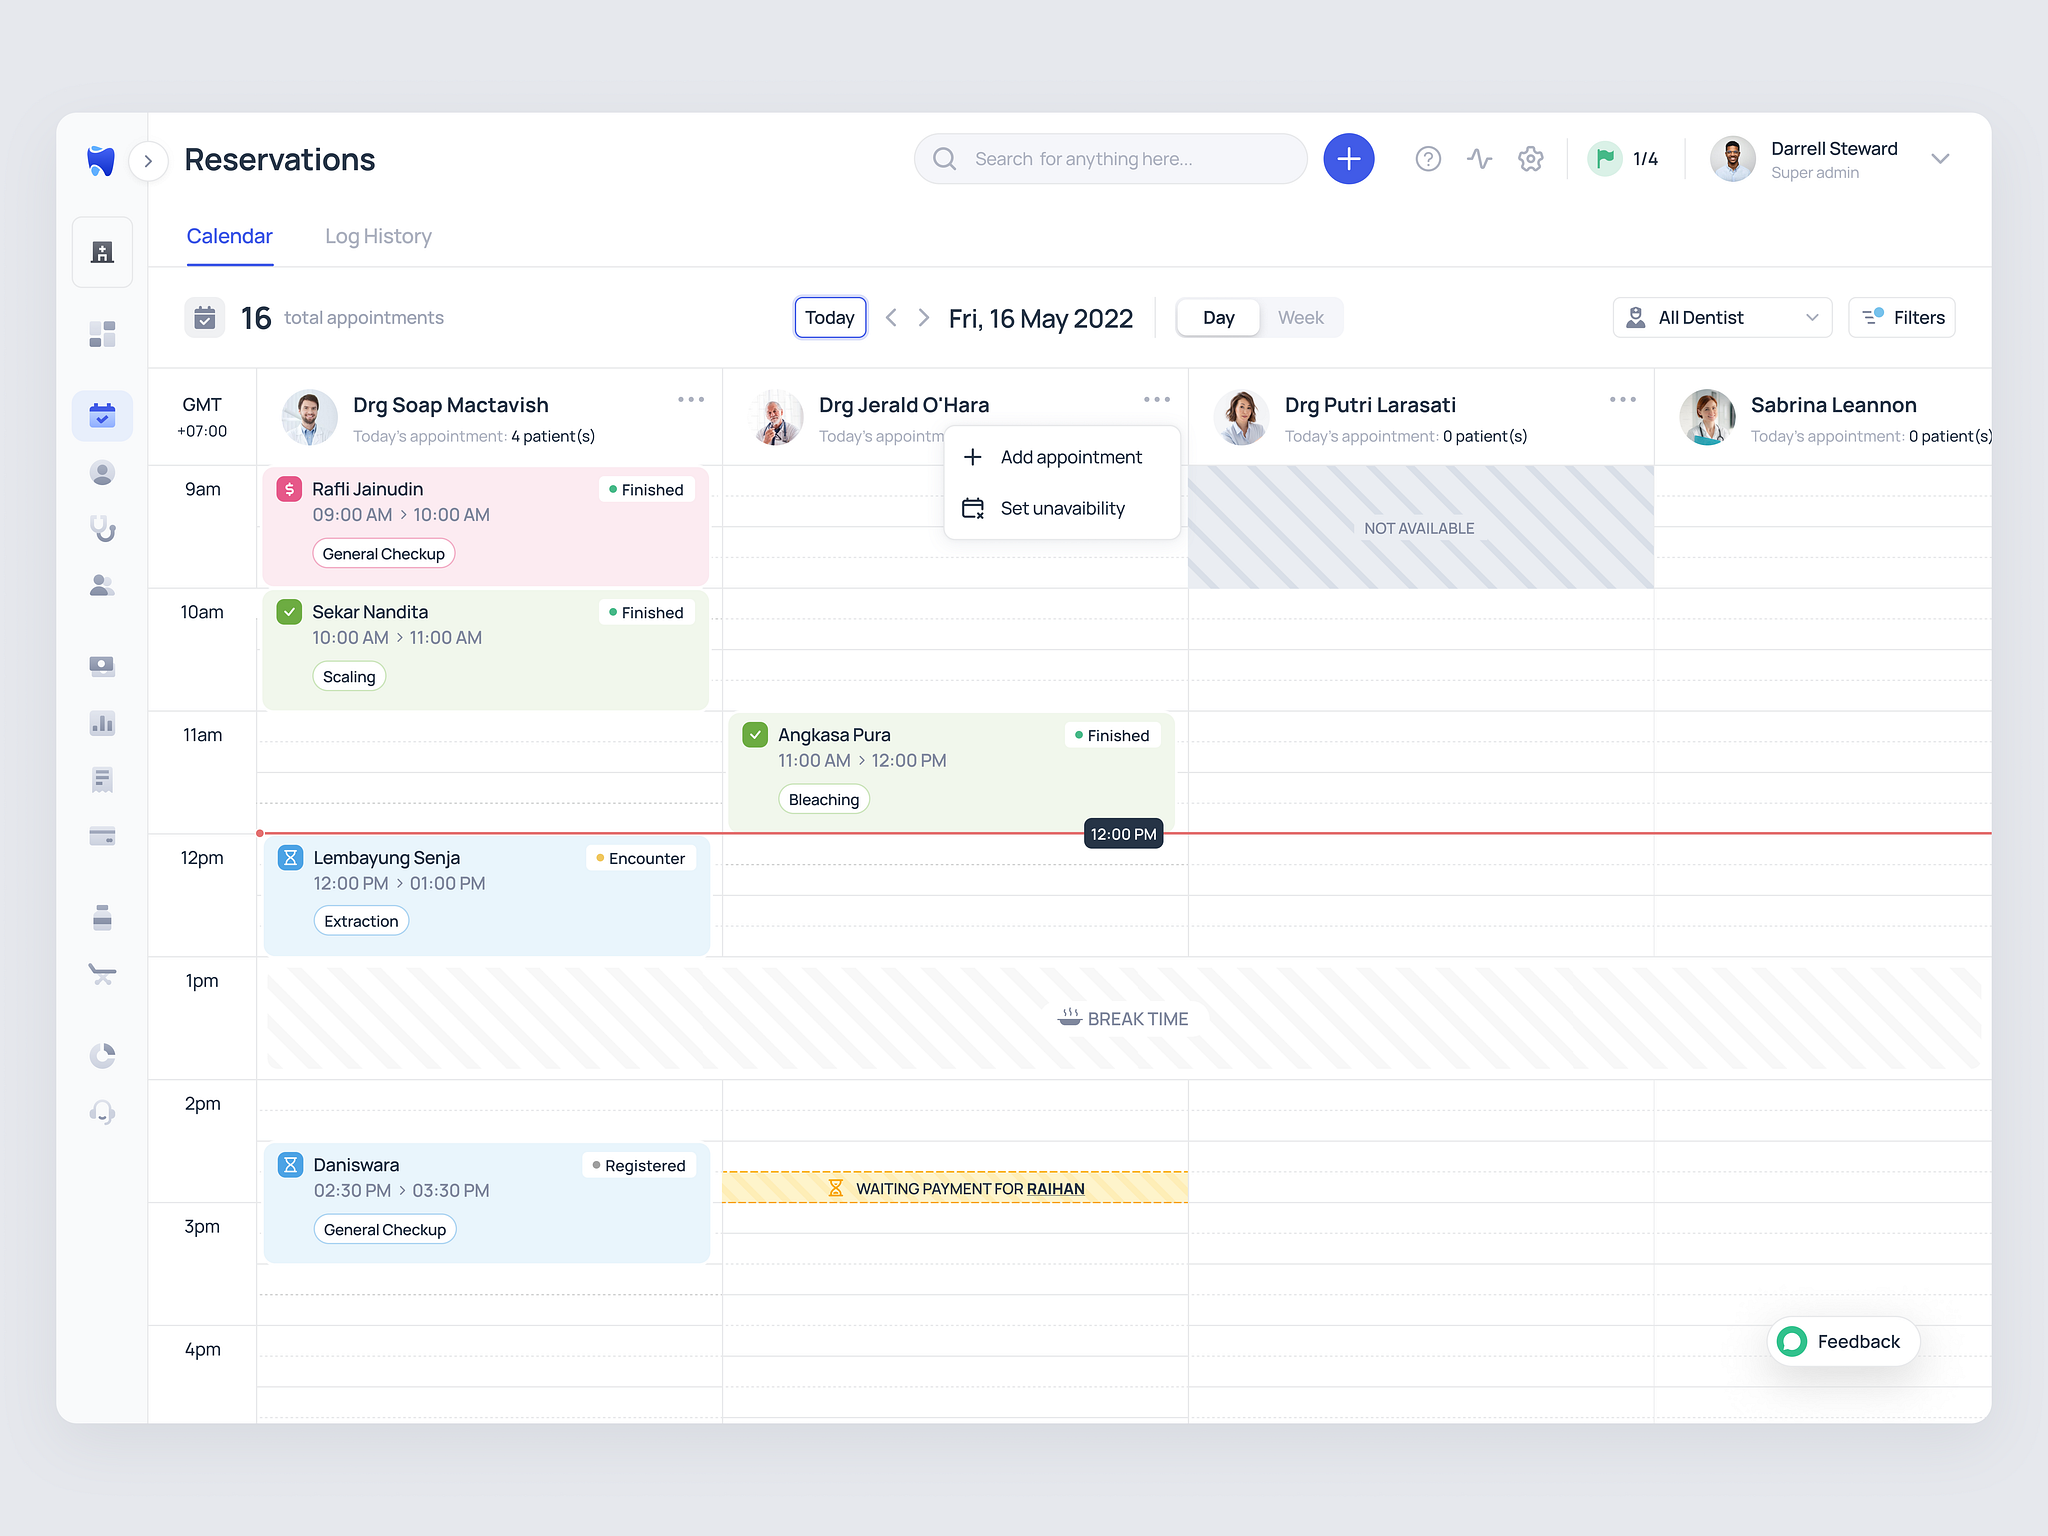 Reservations
Search for anything here...
1/4
Darrell Steward
Super admin
Calendar
Log History
16 total appointments
Today
Fri, 16 May 2022
Day
Week
All Dentist
Filters
GMT
+07:00
Drg Soap Mactavish
Today's appointment: 4 patient(s)
Drg Jerald O'Hara
Today's appointm
Add appointment
Set unavaibility
Drg Putri Larasati
Today's appointment: 0 patient(s)
Sabrina Leannon
Today's appointment: 0 patient(s)
9am
Rafli Jainudin
Finished
09:00 AM > 10:00 AM
General Checkup
NOT AVAILABLE
10am
Sekar Nandita
Finished
10:00 AM > 11:00 AM
Scaling
11am
Angkasa Pura
Finished
11:00 AM > 12:00 PM
Bleaching
12:00 PM
12pm
Lembayung Senja
Encounter
12:00 PM > 01:00 PM
Extraction
1pm
BREAK TIME
2pm
Daniswara
Registered
02:30 PM > 03:30 PM
General Checkup
WAITING PAYMENT FOR RAIHAN
3pm
4pm
Feedback